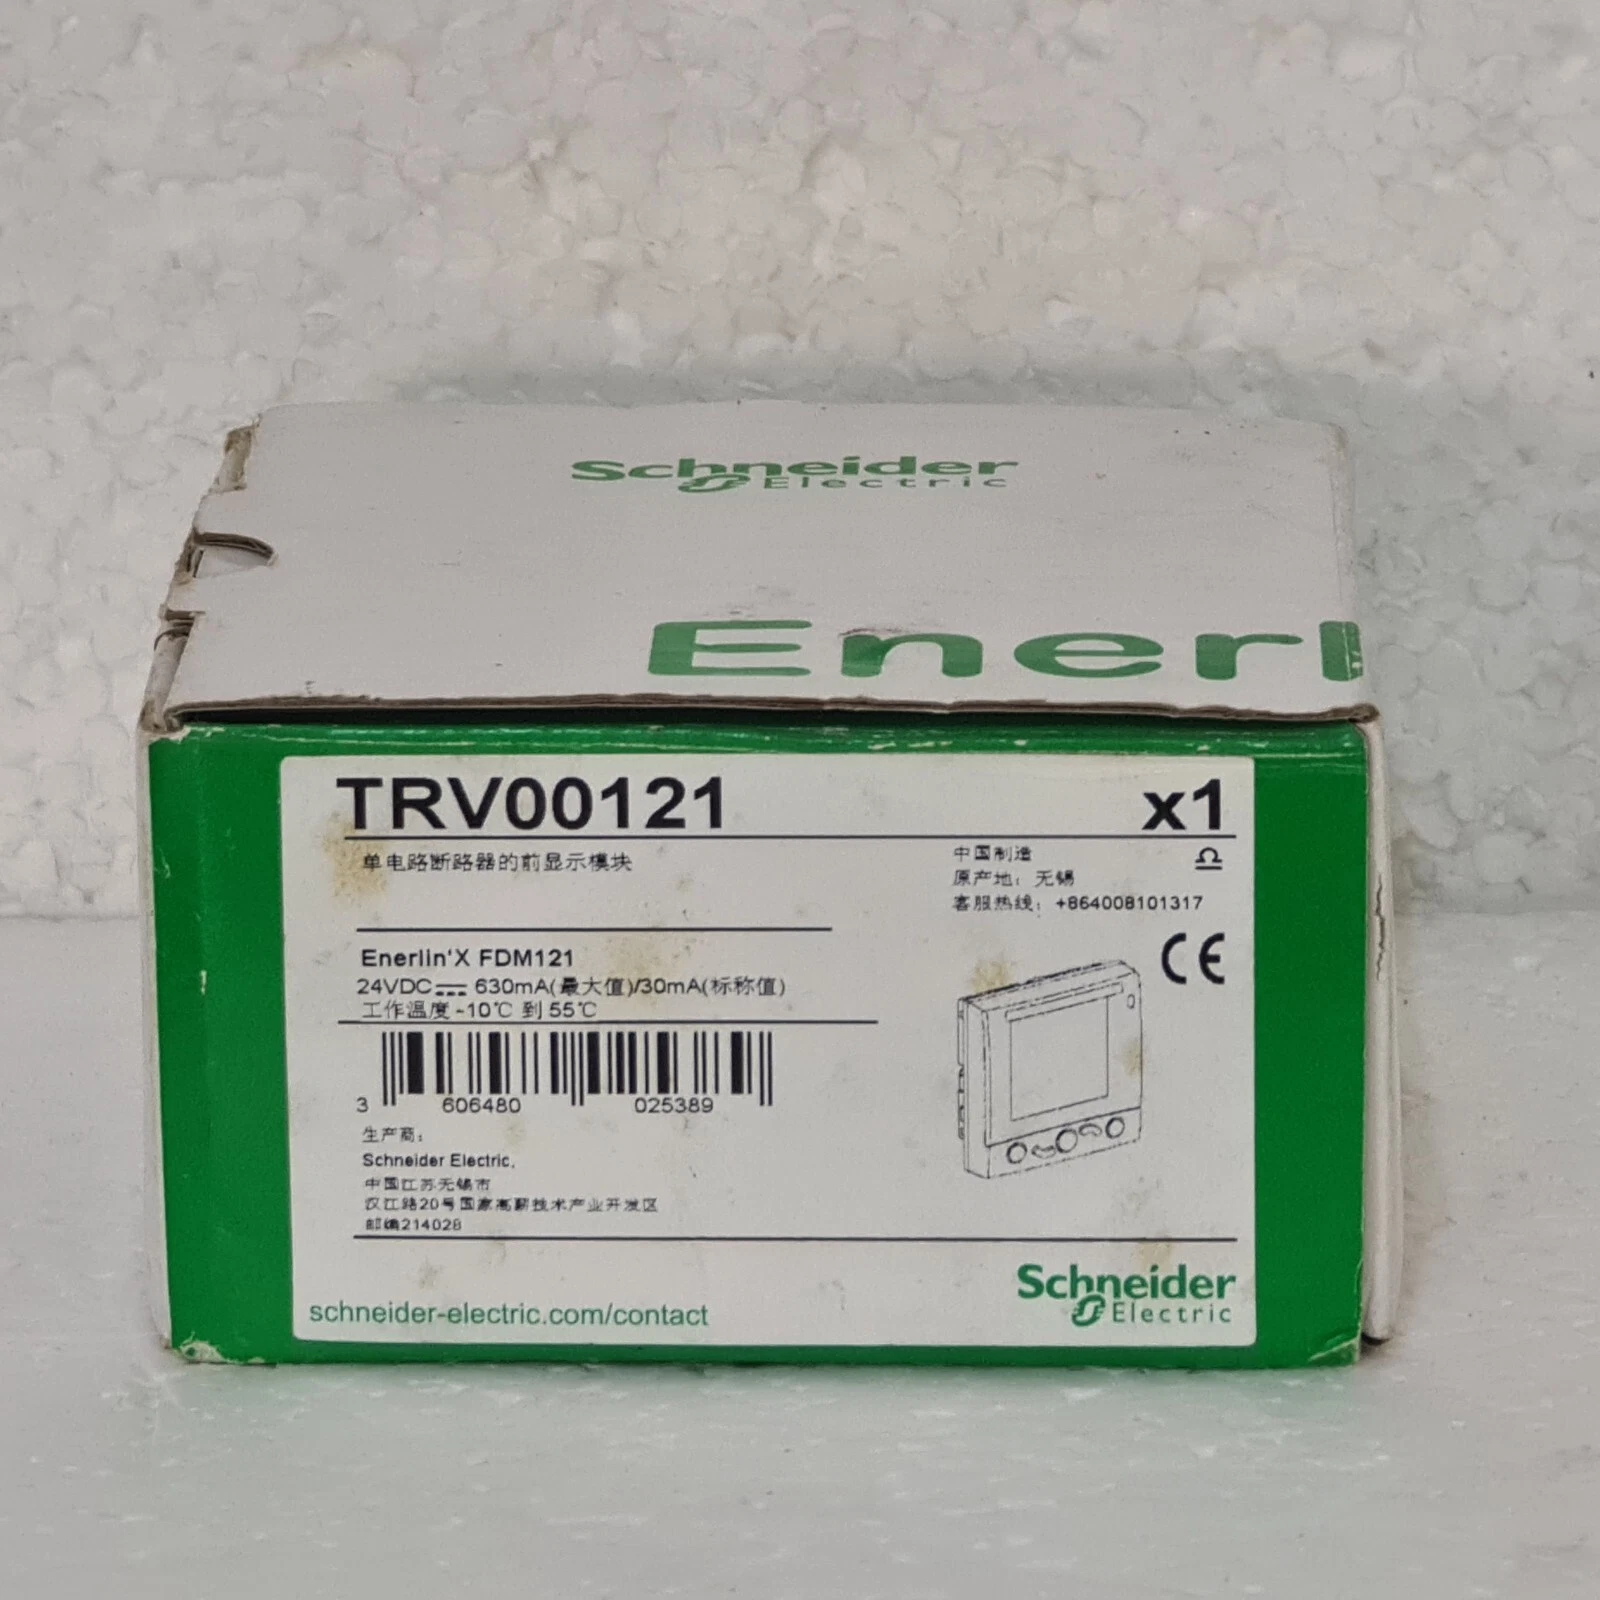 Schneider
Electric
Enerl
TRV00121 x1
单电路断路器的前显示模块
中国制造
原产地：无锡
客服热线：+864008101317
CE
Enerlin'X FDM121
24VDC⎓ 630mA(最大值)/30mA(标称值)
工作温度 -10℃ 到 55℃
3 606480 025389
生产商：
Schneider Electric,
中国江苏无锡市
汉江路20号国家高新技术产业开发区
邮编214028
Schneider
Electric
schneider-electric.com/contact